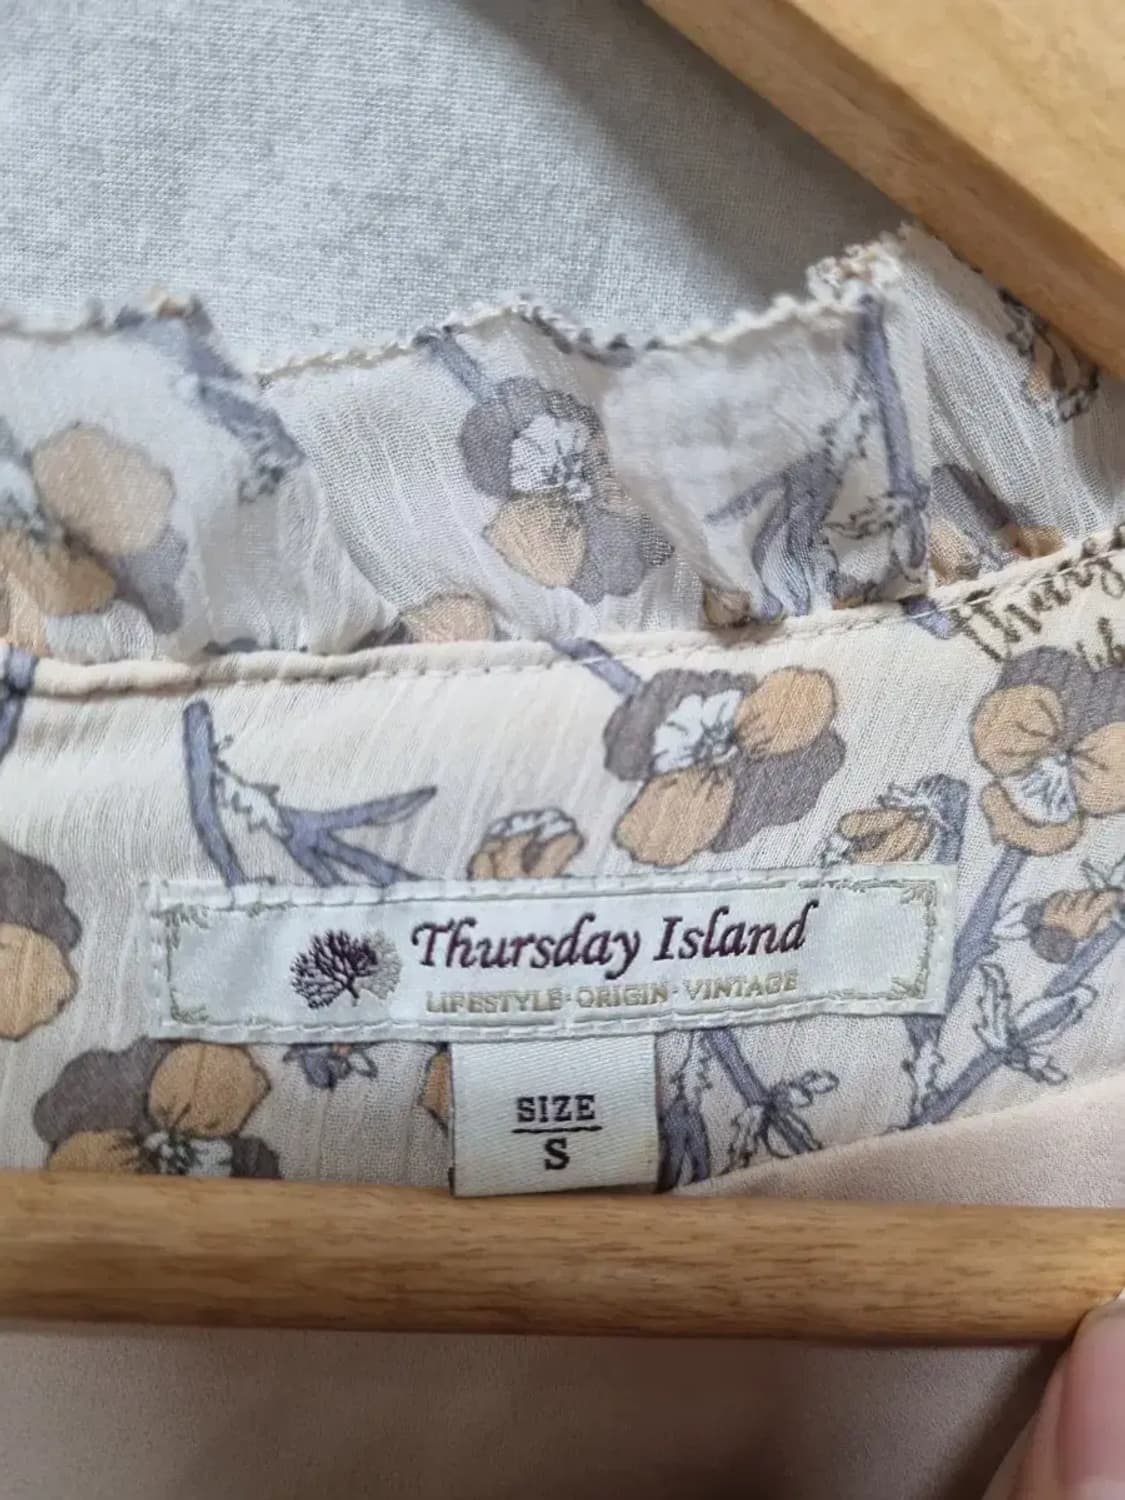 Thursday Island
LIFESTYLE·ORIGIN·VINTAGE
SIZE
S